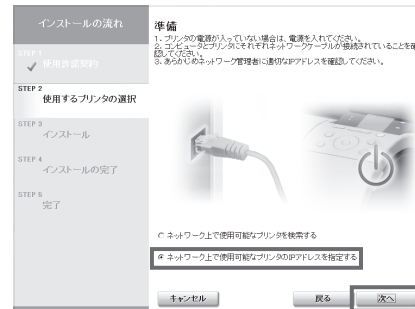 インストールの流れ
STEP 1
使用許諾契約
STEP 2
使用するプリンタの選択
STEP 3
インストール
STEP 4
インストールの完了
STEP 5
完了
準備
1. プリンタの電源が入っていない場合は、電源を入れてください。
2. コンピュータとプリンタにそれぞれネットワークケーブルが接続されていることを確
認してください。
3. あらかじめネットワーク管理者に適切なIPアドレスを確認してください。
ネットワーク上で使用可能なプリンタを検索する
ネットワーク上で使用可能なプリンタのIPアドレスを指定する
キャンセル
戻る
次へ